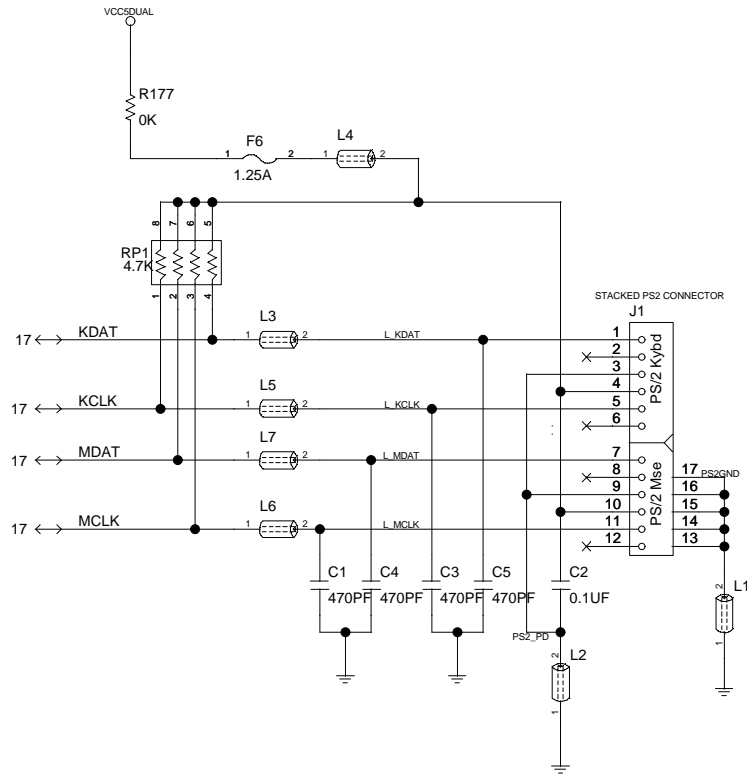 VCC5DUAL
R177
0K
F6
1 2
1.25A
L4
1 2
8 7 6 5
RP1
4.7K
1 2 3 4
STACKED PS2 CONNECTOR
J1
17 KDAT
L3
1 2
L_KDAT
1
2
3
4
5
6
PS/2 Kybd
17 KCLK
L5
1 2
L_KCLK
17 MDAT
L7
1 2
L_MDAT
7
8
9
10
11
12
PS/2 Mse
17 PS2GND
16
15
14
13
17 MCLK
L6
1 2
L_MCLK
C1
470PF
C4
470PF
C3
470PF
C5
470PF
C2
0.1UF
PS2_PD
2
L2
1
2
L1
1